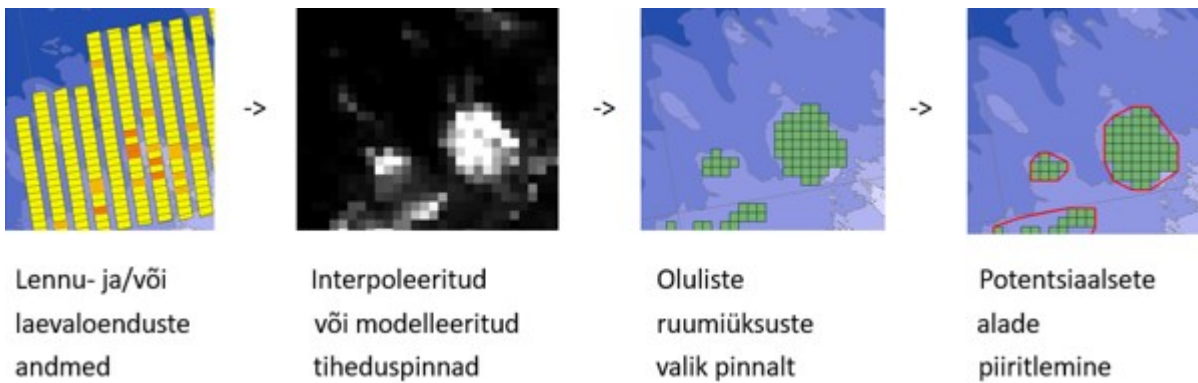 -> -> ->
Lennu- ja/või
laevaloenduste
andmed
Interpoleeritud
või modelleeritud
tiheduspinnad
Oluliste
ruumiüksuste
valik pinnalt
Potentsiaalsete
alade
piiritlemine